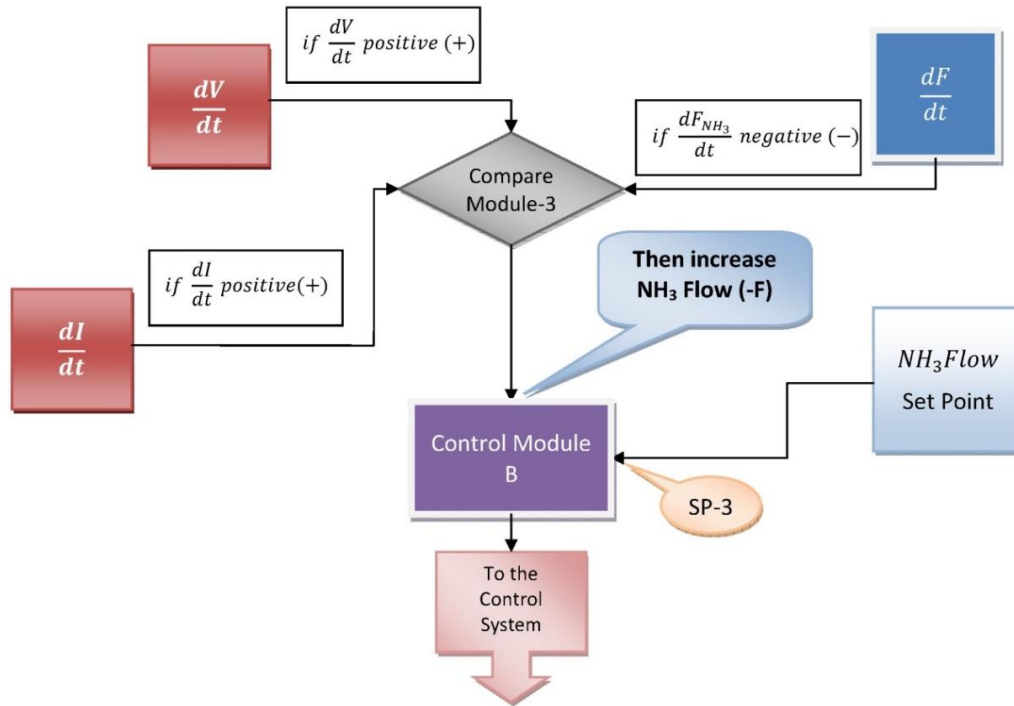 if dV/dt positive (+)
dV/dt
dF/dt
if dF_NH₃/dt negative (−)
Compare
Module-3
Then increase
NH₃ Flow (-F)
if dI/dt positive(+)
dI/dt
NH₃Flow
Set Point
Control Module
B
SP-3
To the
Control
System